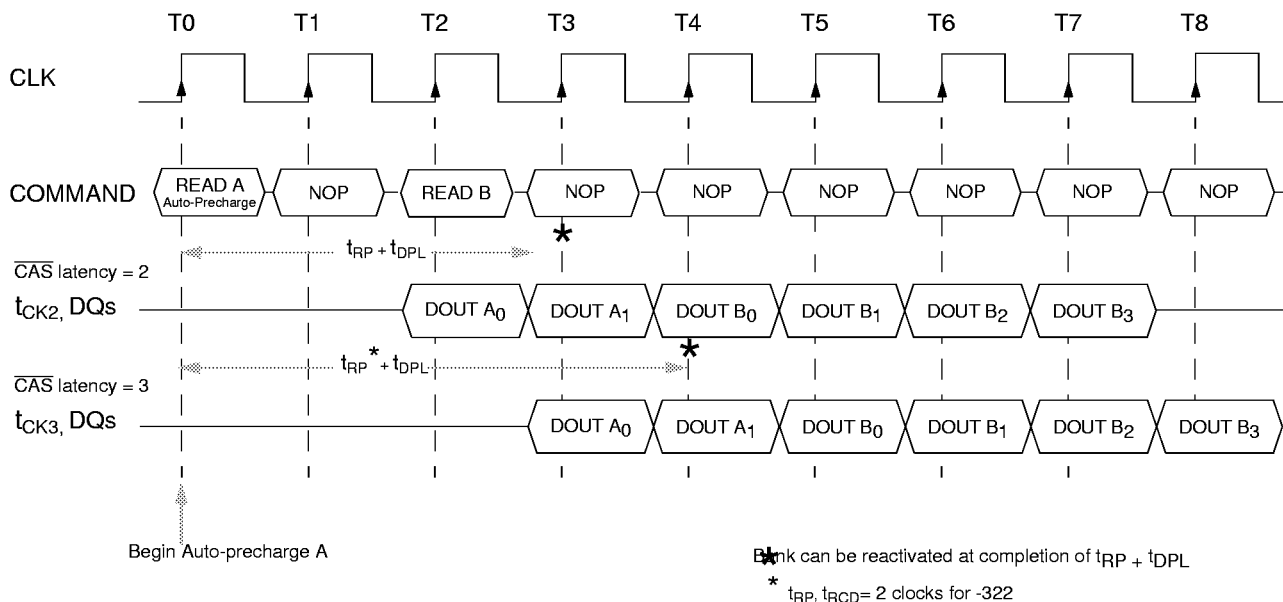 T0 T1 T2 T3 T4 T5 T6 T7 T8
CLK
COMMAND READ A Auto-Precharge NOP READ B NOP NOP NOP NOP NOP NOP
*
tRP + tDPL
CAS latency = 2
tCK2, DQs DOUT A0 DOUT A1 DOUT B0 DOUT B1 DOUT B2 DOUT B3
*
tRP* + tDPL
CAS latency = 3
tCK3, DQs DOUT A0 DOUT A1 DOUT B0 DOUT B1 DOUT B2 DOUT B3
Begin Auto-precharge A
* Bank can be reactivated at completion of tRP + tDPL
* tRP, tRCD= 2 clocks for -322